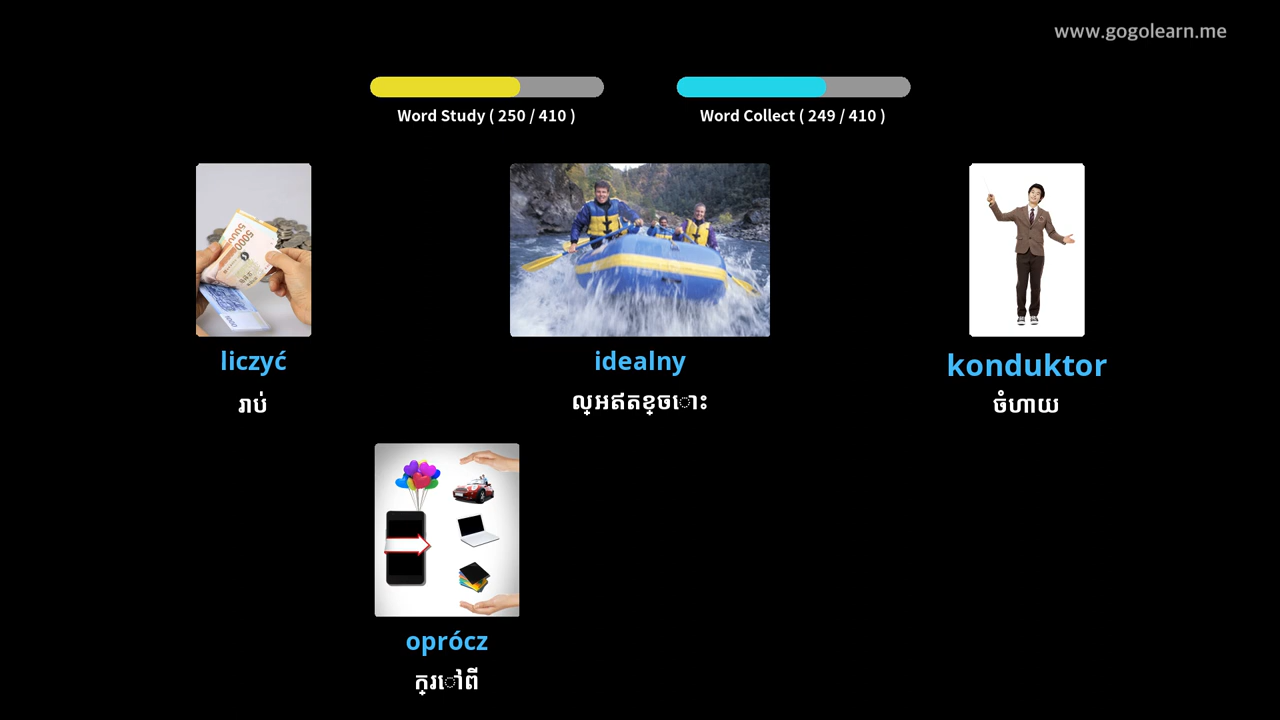 www.gogolearn.me
Word Study ( 250 / 410 )
Word Collect ( 249 / 410 )
liczyć
រាប់
idealny
ល្អឥតខ្ចោះ
konduktor
ចំហាយ
oprócz
ក្រៅពី